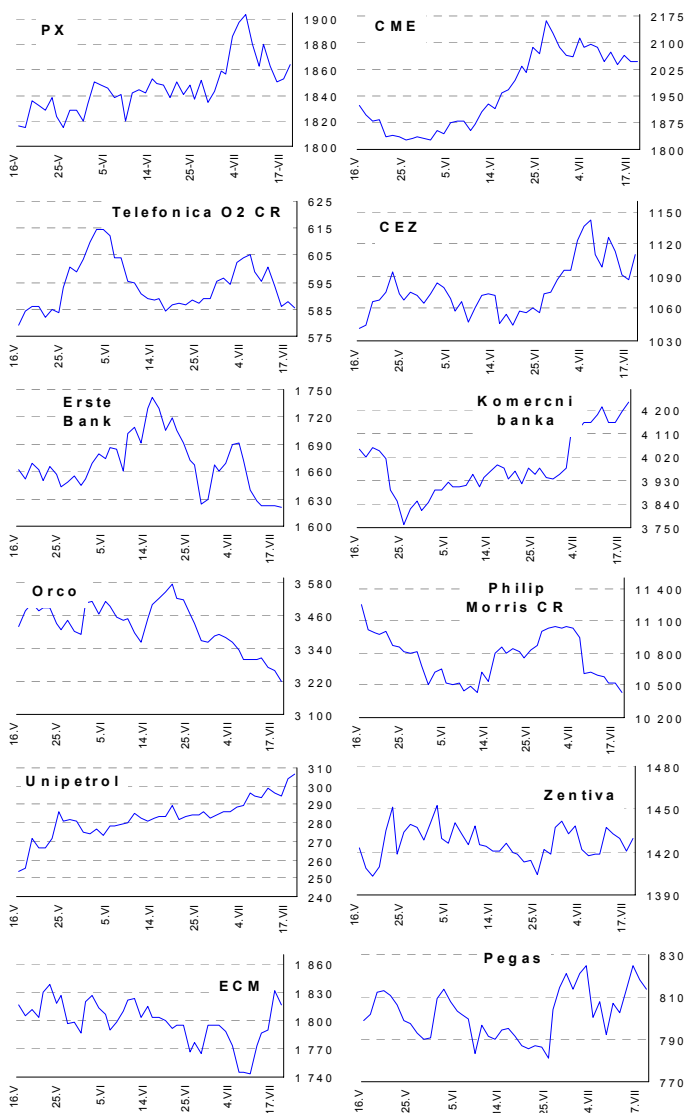 PX
1900
1880
1860
1840
1820
1800
16-V
25-V
5-VI
14-VI
25-VI
4-VII
17-VII
CME
2175
2100
2025
1950
1875
1800
16.V
25.V
5.VI
14.VI
25.VI
4.VII
17.VII
Telefonica O2 CR
625
615
605
595
585
575
16.V
25.V
5.VI
14.VI
25.VI
4.VII
17.VII
CEZ
1150
1120
1090
1060
1030
16.V
25.V
5.VI
14.VI
25.VI
4.VII
17.VII
Erste
Bank
1 750
1 720
1 690
1 660
1 630
1 600
16.V
25.V
5.VI
14.VI
25.VI
4.VII
17.VII
Komercni
banka
4 200
4 110
4 020
3 930
3 840
3 750
16.V
25.V
5.VI
14.VI
25.VI
4.VII
17.VII
Orco
3 580
3 460
3 340
3 220
3 100
16.V
25.V
5.VI
14.VI
25.VI
4.VII
17.VII
Philip
Morris CR
11 400
11 100
10 800
10 500
10 200
16.V
25.V
5.VI
14.VI
25.VI
4.VII
17.VII
Unipetrol
310
300
290
280
270
260
250
240
16.V
25.V
5.VI
14.VI
25.VI
4.VII
17.VII
Zentiva
1480
1450
1420
1390
16.V
25.V
5.VI
14.VI
25.VI
4.VII
17.VII
ECM
1 860
1 830
1 800
1 770
1 740
16.V
25.V
5.VI
14.VI
25.VI
4.VII
17.VII
Pegas
830
810
790
770
16.V
25.V
5.VI
14.VI
25.VI
4.VII
7.VII